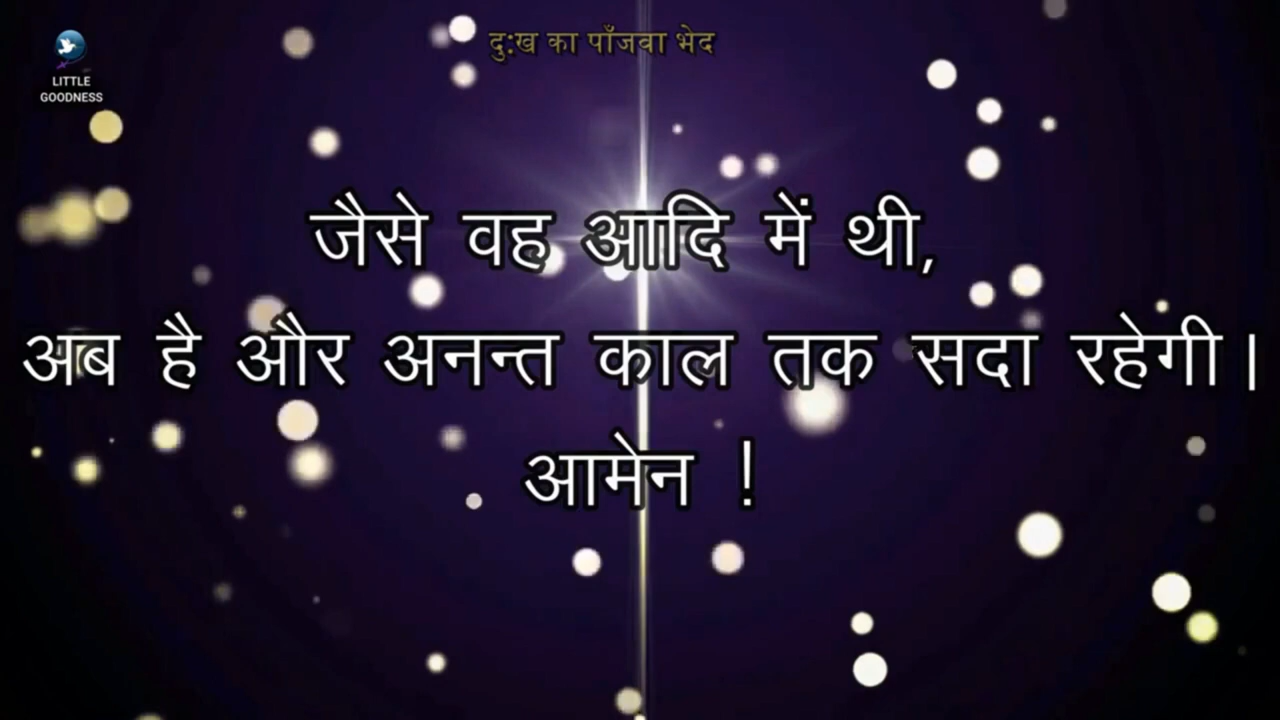 दु:ख का पाँजवा भेद
LITTLE
GOODNESS
जैसे वह आदि में थी,
अब है और अनन्त काल तक सदा रहेगी।
आमेन !